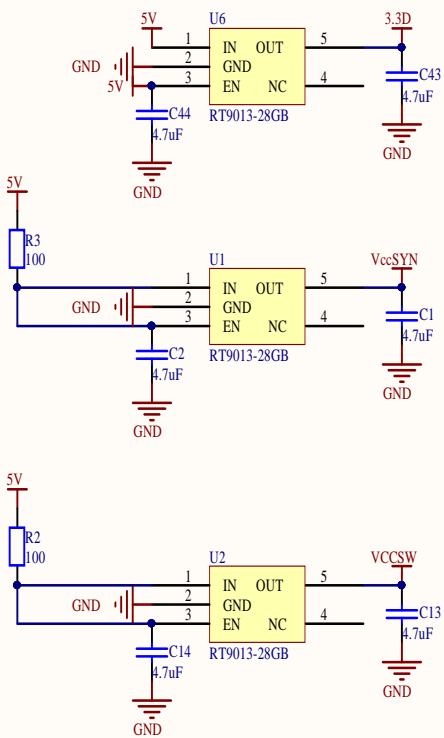 5V U6 3.3D
1 IN OUT 5
GND 2 GND
5V 3 EN NC 4 C43
C44 RT9013-28GB 4.7uF
4.7uF
GND GND
5V
R3
100 U1 VccSYN
1 IN OUT 5
GND 2 GND
3 EN NC 4 C1
C2 RT9013-28GB 4.7uF
4.7uF
GND GND
5V
R2
100 U2 VCCSW
1 IN OUT 5
GND 2 GND
3 EN NC 4 C13
C14 RT9013-28GB 4.7uF
4.7uF
GND GND